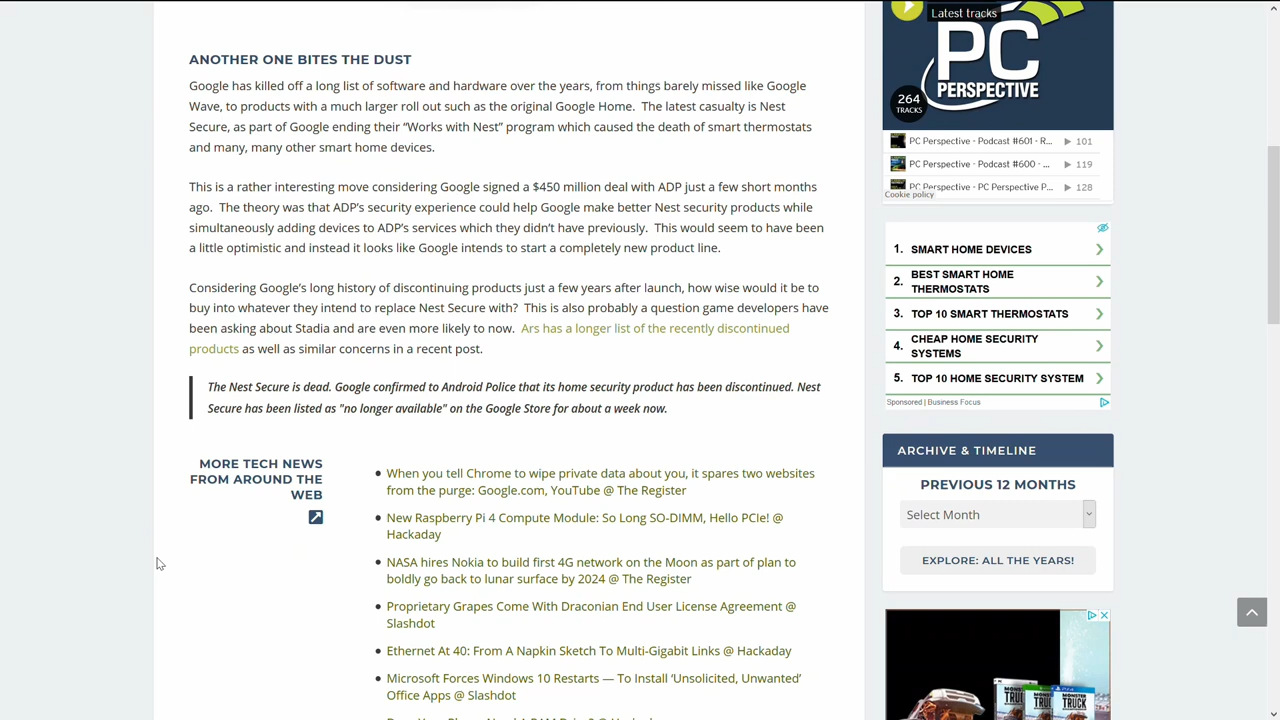 Latest tracks
PC
PERSPECTIVE
264
TRACKS
PC Perspective - Podcast #601 - R... 101
PC Perspective - Podcast #600 - ... 119
PC Perspective - PC Perspective P... 128
Cookie policy
ANOTHER ONE BITES THE DUST
Google has killed off a long list of software and hardware over the years, from things barely missed like Google
Wave, to products with a much larger roll out such as the original Google Home. The latest casualty is Nest
Secure, as part of Google ending their “Works with Nest” program which caused the death of smart thermostats
and many, many other smart home devices.
This is a rather interesting move considering Google signed a $450 million deal with ADP just a few short months
ago. The theory was that ADP’s security experience could help Google make better Nest security products while
simultaneously adding devices to ADP’s services which they didn’t have previously. This would seem to have been
a little optimistic and instead it looks like Google intends to start a completely new product line.
Considering Google’s long history of discontinuing products just a few years after launch, how wise would it be to
buy into whatever they intend to replace Nest Secure with? This is also probably a question game developers have
been asking about Stadia and are even more likely to now. Ars has a longer list of the recently discontinued
products as well as similar concerns in a recent post.
The Nest Secure is dead. Google confirmed to Android Police that its home security product has been discontinued. Nest
Secure has been listed as "no longer available" on the Google Store for about a week now.
MORE TECH NEWS
FROM AROUND THE
WEB
When you tell Chrome to wipe private data about you, it spares two websites
from the purge: Google.com, YouTube @ The Register
New Raspberry Pi 4 Compute Module: So Long SO-DIMM, Hello PCIe! @
Hackaday
NASA hires Nokia to build first 4G network on the Moon as part of plan to
boldly go back to lunar surface by 2024 @ The Register
Proprietary Grapes Come With Draconian End User License Agreement @
Slashdot
Ethernet At 40: From A Napkin Sketch To Multi-Gigabit Links @ Hackaday
Microsoft Forces Windows 10 Restarts — To Install ‘Unsolicited, Unwanted’
Office Apps @ Slashdot
1. SMART HOME DEVICES
2. BEST SMART HOME
THERMOSTATS
3. TOP 10 SMART THERMOSTATS
4. CHEAP HOME SECURITY
SYSTEMS
5. TOP 10 HOME SECURITY SYSTEM
Sponsored | Business Focus
ARCHIVE & TIMELINE
PREVIOUS 12 MONTHS
Select Month
EXPLORE: ALL THE YEARS!